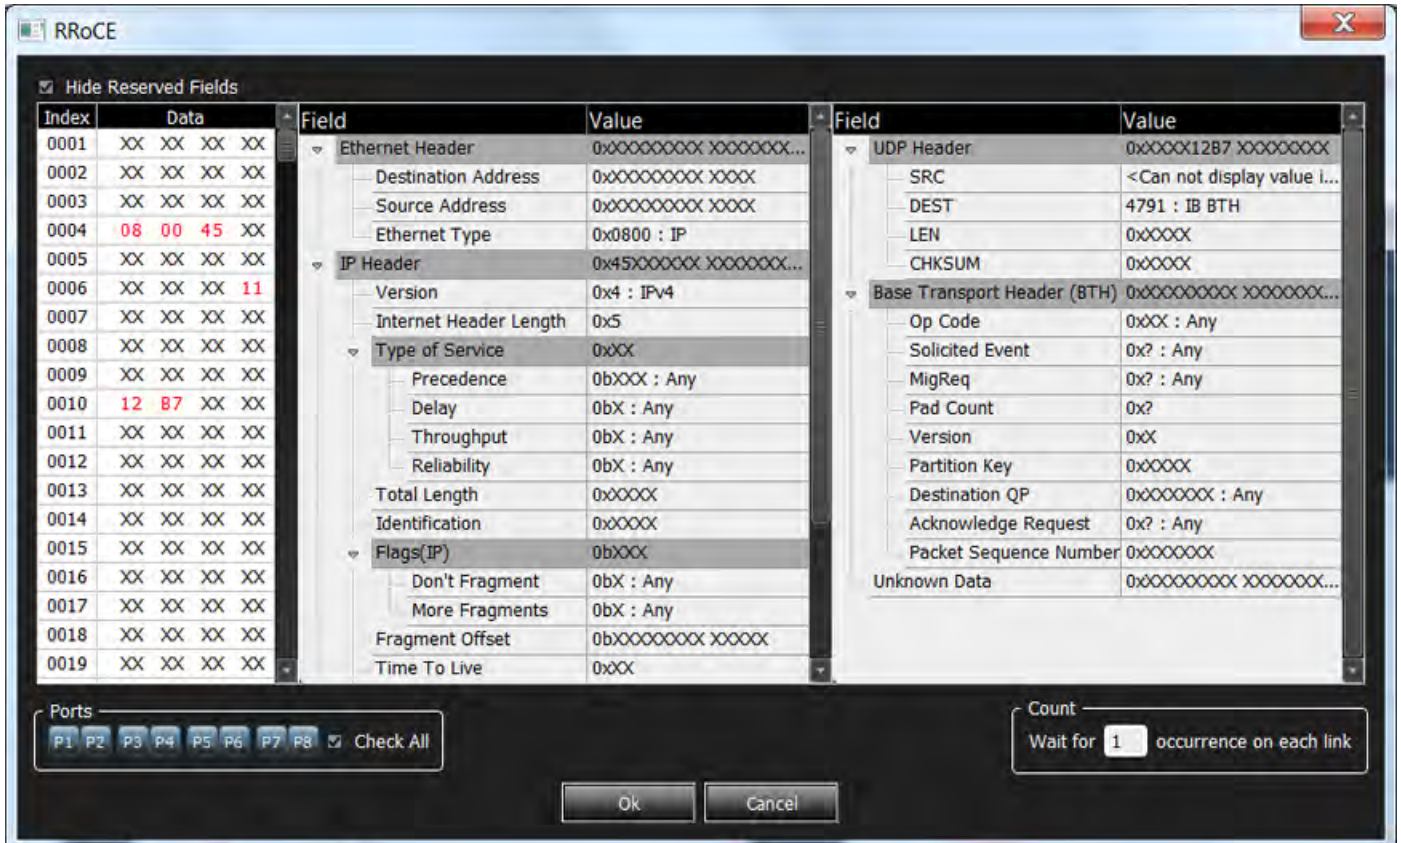 RRoCE
Hide Reserved Fields
Index Data Field Value Field Value
0001 XX XX XX XX Ethernet Header 0xXXXXXXXX XXXXXXX... UDP Header 0xXXXX12B7 XXXXXXXX
0002 XX XX XX XX Destination Address 0xXXXXXXXX XXXX SRC <Can not display value i...
0003 XX XX XX XX Source Address 0xXXXXXXXX XXXX DEST 4791 : IB BTH
0004 08 00 45 XX Ethernet Type 0x0800 : IP LEN 0xXXXX
0005 XX XX XX XX IP Header 0x45XXXXXX XXXXXXX... CHKSUM 0xXXXX
0006 XX XX XX 11 Version 0x4 : IPv4 Base Transport Header (BTH) 0xXXXXXXXX XXXXXXX...
0007 XX XX XX XX Internet Header Length 0x5 Op Code 0xXX : Any
0008 XX XX XX XX Type of Service 0xXX Solicited Event 0x? : Any
0009 XX XX XX XX Precedence 0bXXX : Any MigReq 0x? : Any
0010 12 B7 XX XX Delay 0bX : Any Pad Count 0x?
0011 XX XX XX XX Throughput 0bX : Any Version 0xX
0012 XX XX XX XX Reliability 0bX : Any Partition Key 0xXXXX
0013 XX XX XX XX Total Length 0xXXXX Destination QP 0xXXXXXX : Any
0014 XX XX XX XX Identification 0xXXXX Acknowledge Request 0x? : Any
0015 XX XX XX XX Flags(IP) 0bXXX Packet Sequence Number 0xXXXXXX
0016 XX XX XX XX Don't Fragment 0bX : Any Unknown Data 0xXXXXXXXX XXXXXXX...
0017 XX XX XX XX More Fragments 0bX : Any
0018 XX XX XX XX Fragment Offset 0bXXXXXXXX XXXXX
0019 XX XX XX XX Time To Live 0xXX
Ports Count
P1 P2 P3 P4 P5 P6 P7 P8 Check All Wait for 1 occurrence on each link
Ok Cancel